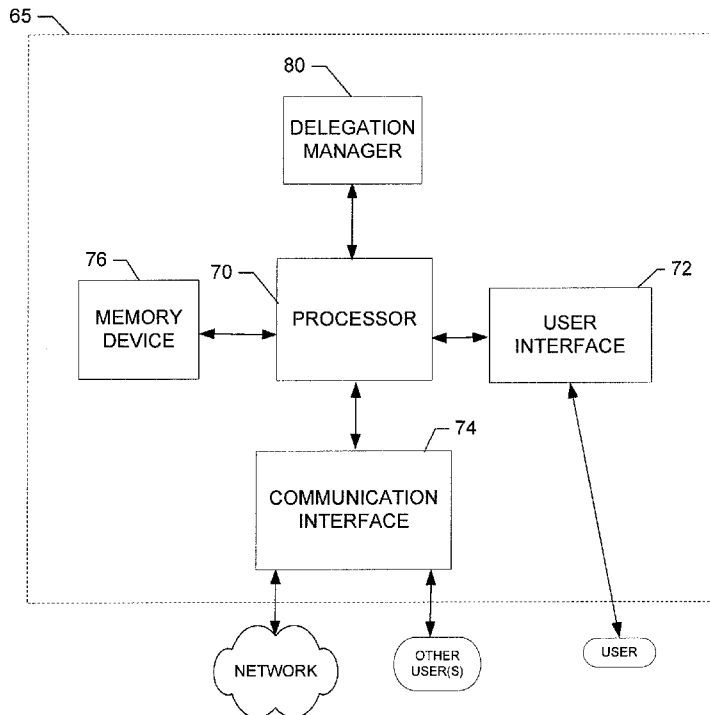 65
80
DELEGATION
MANAGER
76
70
72
MEMORY
DEVICE
PROCESSOR
USER
INTERFACE
74
COMMUNICATION
INTERFACE
NETWORK
OTHER
USER(S)
USER